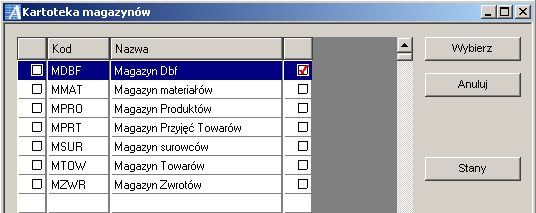 Kartoteka magazynów
Kod Nazwa
MDBF Magazyn Dbf
MMAT Magazyn materiałów
MPRO Magazyn Produktów
MPRT Magazyn Przyjęć Towarów
MSUR Magazyn surowców
MTOW Magazyn Towarów
MZWR Magazyn Zwrotów
Wybierz
Anuluj
Stany